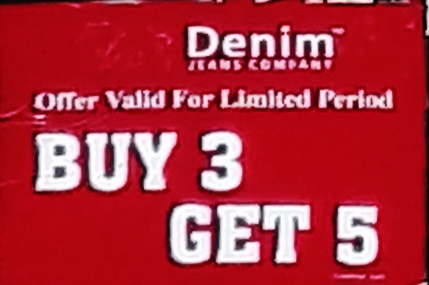 Denim™
JEANS COMPANY
Offer Valid For Limited Period
BUY 3
GET 5